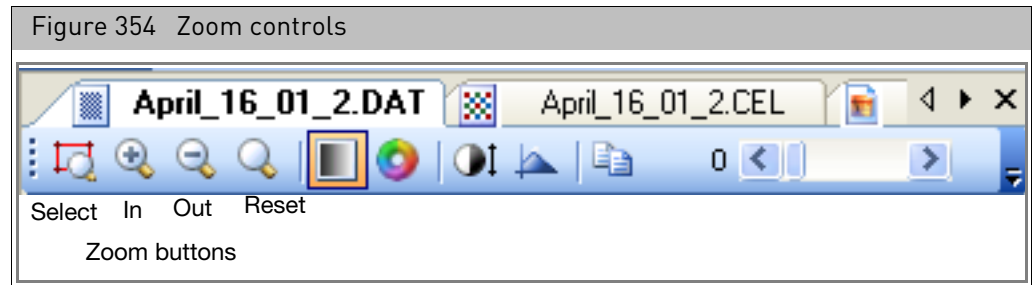 Figure 354 Zoom controls
April_16_01_2.DAT April_16_01_2.CEL
0
Select In Out Reset
Zoom buttons